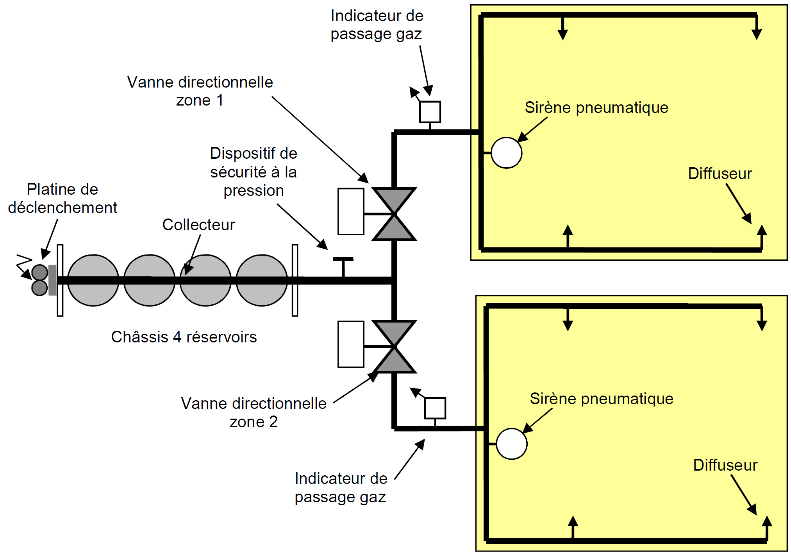 Indicateur de
passage gaz
Vanne directionnelle
zone 1
Sirène pneumatique
Dispositif de
sécurité à la
pression
Diffuseur
Platine de
déclenchement
Collecteur
Châssis 4 réservoirs
Vanne directionnelle
zone 2
Sirène pneumatique
Indicateur de
passage gaz
Diffuseur